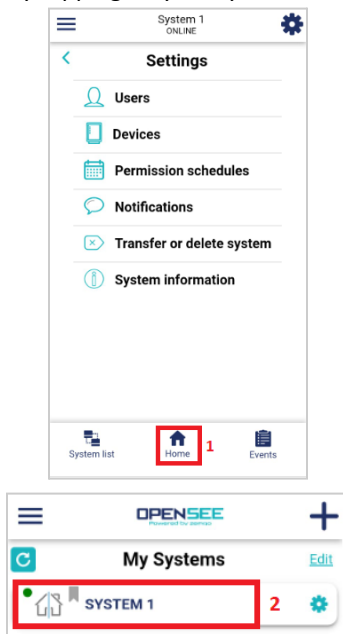 System 1
ONLINE
Settings
Users
Devices
Permission schedules
Notifications
Transfer or delete system
System information
System list
Home
1
Events
OPENSEE
Powered by zemac
My Systems
Edit
SYSTEM 1
2